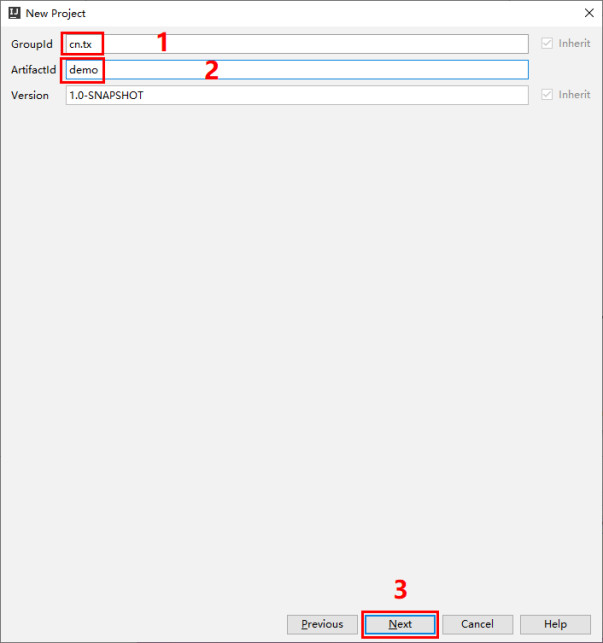 New Project
GroupId cn.tx 1 Inherit
ArtifactId demo 2
Version 1.0-SNAPSHOT Inherit
3
Previous Next Cancel Help